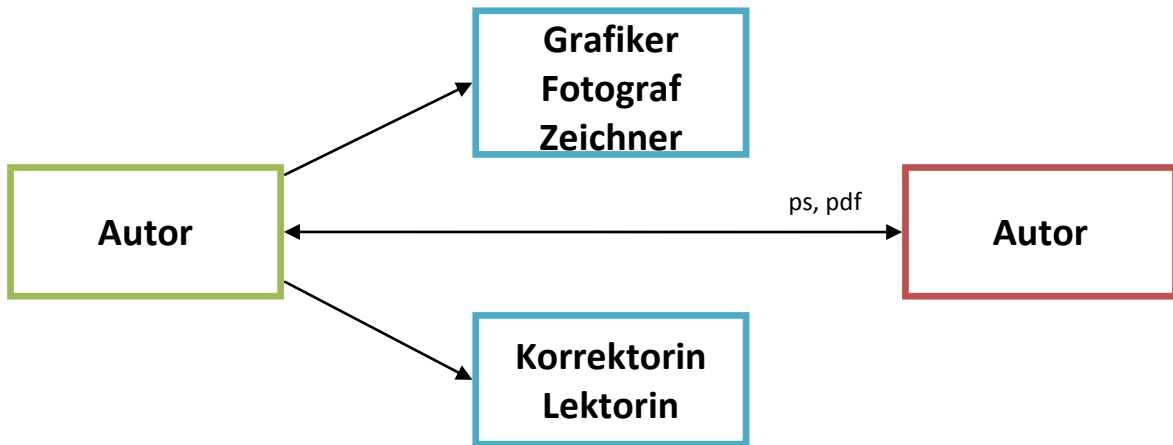 Grafiker
Fotograf
Zeichner
Autor
ps, pdf
Autor
Korrektorin
Lektorin